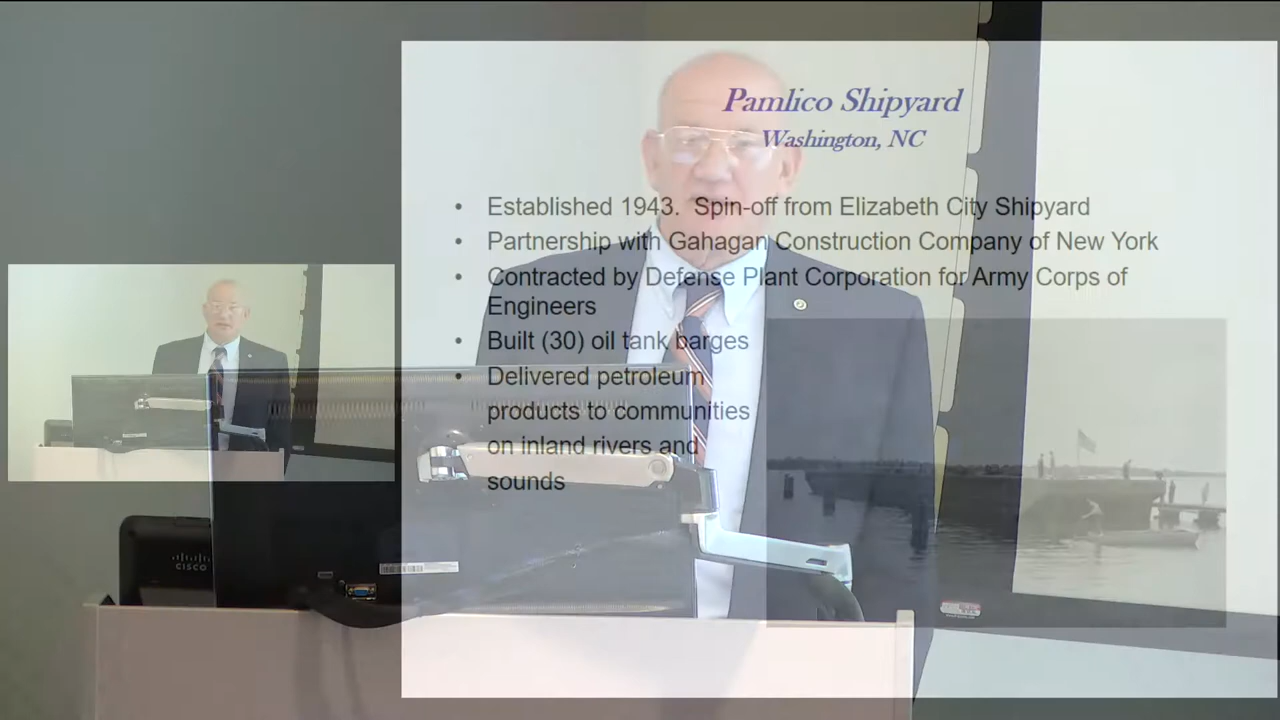 Pamlico Shipyard
Washington, NC
• Established 1943. Spin-off from Elizabeth City Shipyard
• Partnership with Gahagan Construction Company of New York
• Contracted by Defense Plant Corporation for Army Corps of
Engineers
• Built (30) oil tank barges
• Delivered petroleum
products to communities
on inland rivers and
sounds
CISCO